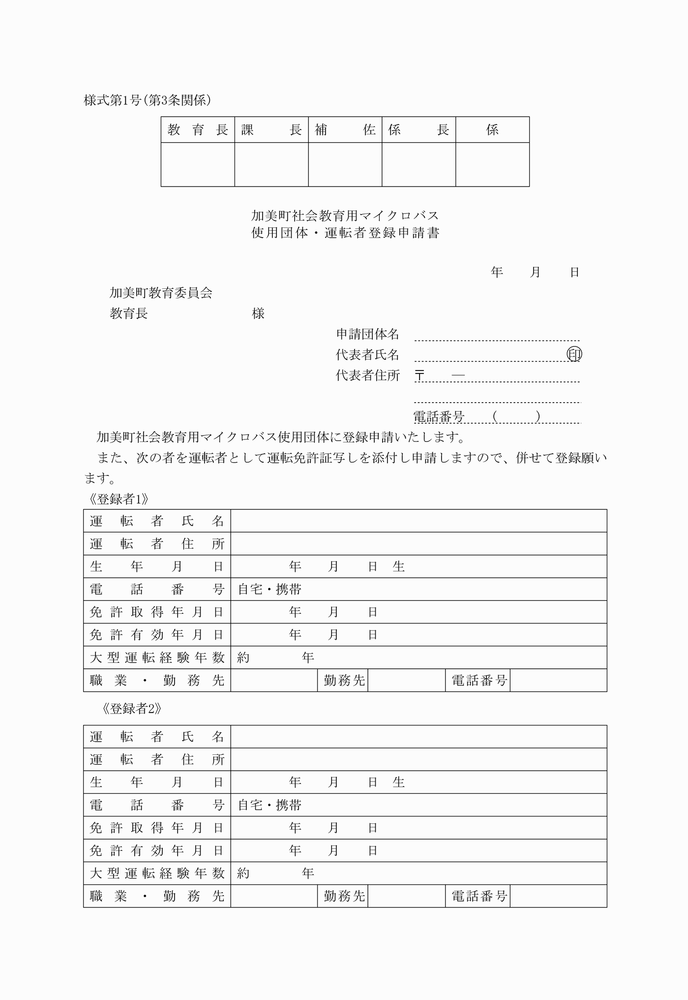 様式第1号(第3条関係)
教育長 課長 補佐 係長 係
加美町社会教育用マイクロバス
使用団体・運転者登録申請書
年 月 日
加美町教育委員会
教育長 様
申請団体名
代表者氏名 ㊞
代表者住所 〒 ―
電話番号 ( )
加美町社会教育用マイクロバス使用団体に登録申請いたします。
また、次の者を運転者として運転免許証写しを添付し申請しますので、併せて登録願い
ます。
《登録者1》
運転者氏名
運転者住所
生年月日 年 月 日 生
電話番号 自宅・携帯
免許取得年月日 年 月 日
免許有効年月日 年 月 日
大型運転経験年数 約 年
職業・勤務先 勤務先 電話番号
《登録者2》
運転者氏名
運転者住所
生年月日 年 月 日 生
電話番号 自宅・携帯
免許取得年月日 年 月 日
免許有効年月日 年 月 日
大型運転経験年数 約 年
職業・勤務先 勤務先 電話番号